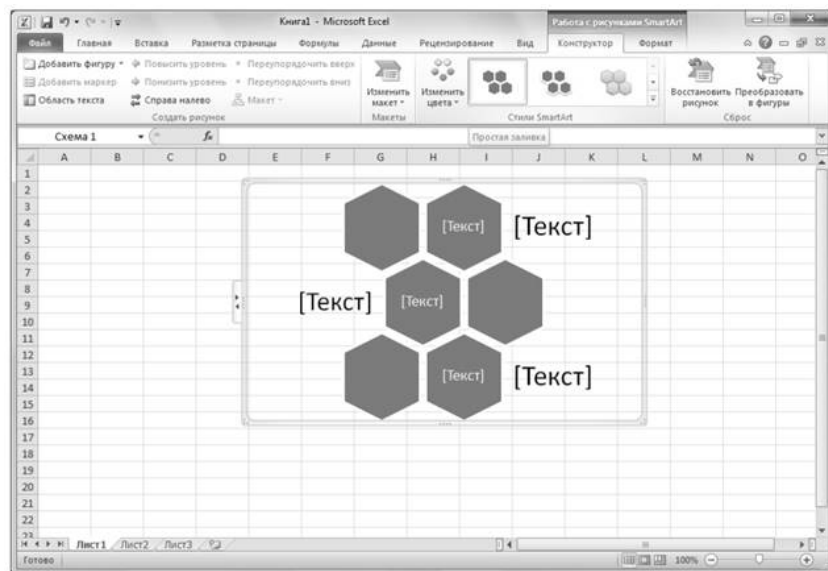 Книга1 - Microsoft Excel
Работа с рисунками SmartArt
Файл Главная Вставка Разметка страницы Формулы Данные Рецензирование Вид Конструктор Формат
Добавить фигуру Повысить уровень Переупорядочить вверх
Добавить маркер Понизить уровень Переупорядочить вниз
Область текста Справа налево Макет
Изменить макет
Изменить цвета
Восстановить рисунок
Преобразовать в фигуры
Создать рисунок Макеты Стили SmartArt Сброс
Схема 1 fx Простая заливка
A B C D E F G H I J K L M N O
1
2
3
4
5
6
7
8
9
10
11
12
13
14
15
16
17
18
19
20
21
22
23
[Текст] [Текст]
[Текст] [Текст]
[Текст] [Текст]
Лист1 Лист2 Лист3
Готово 100%